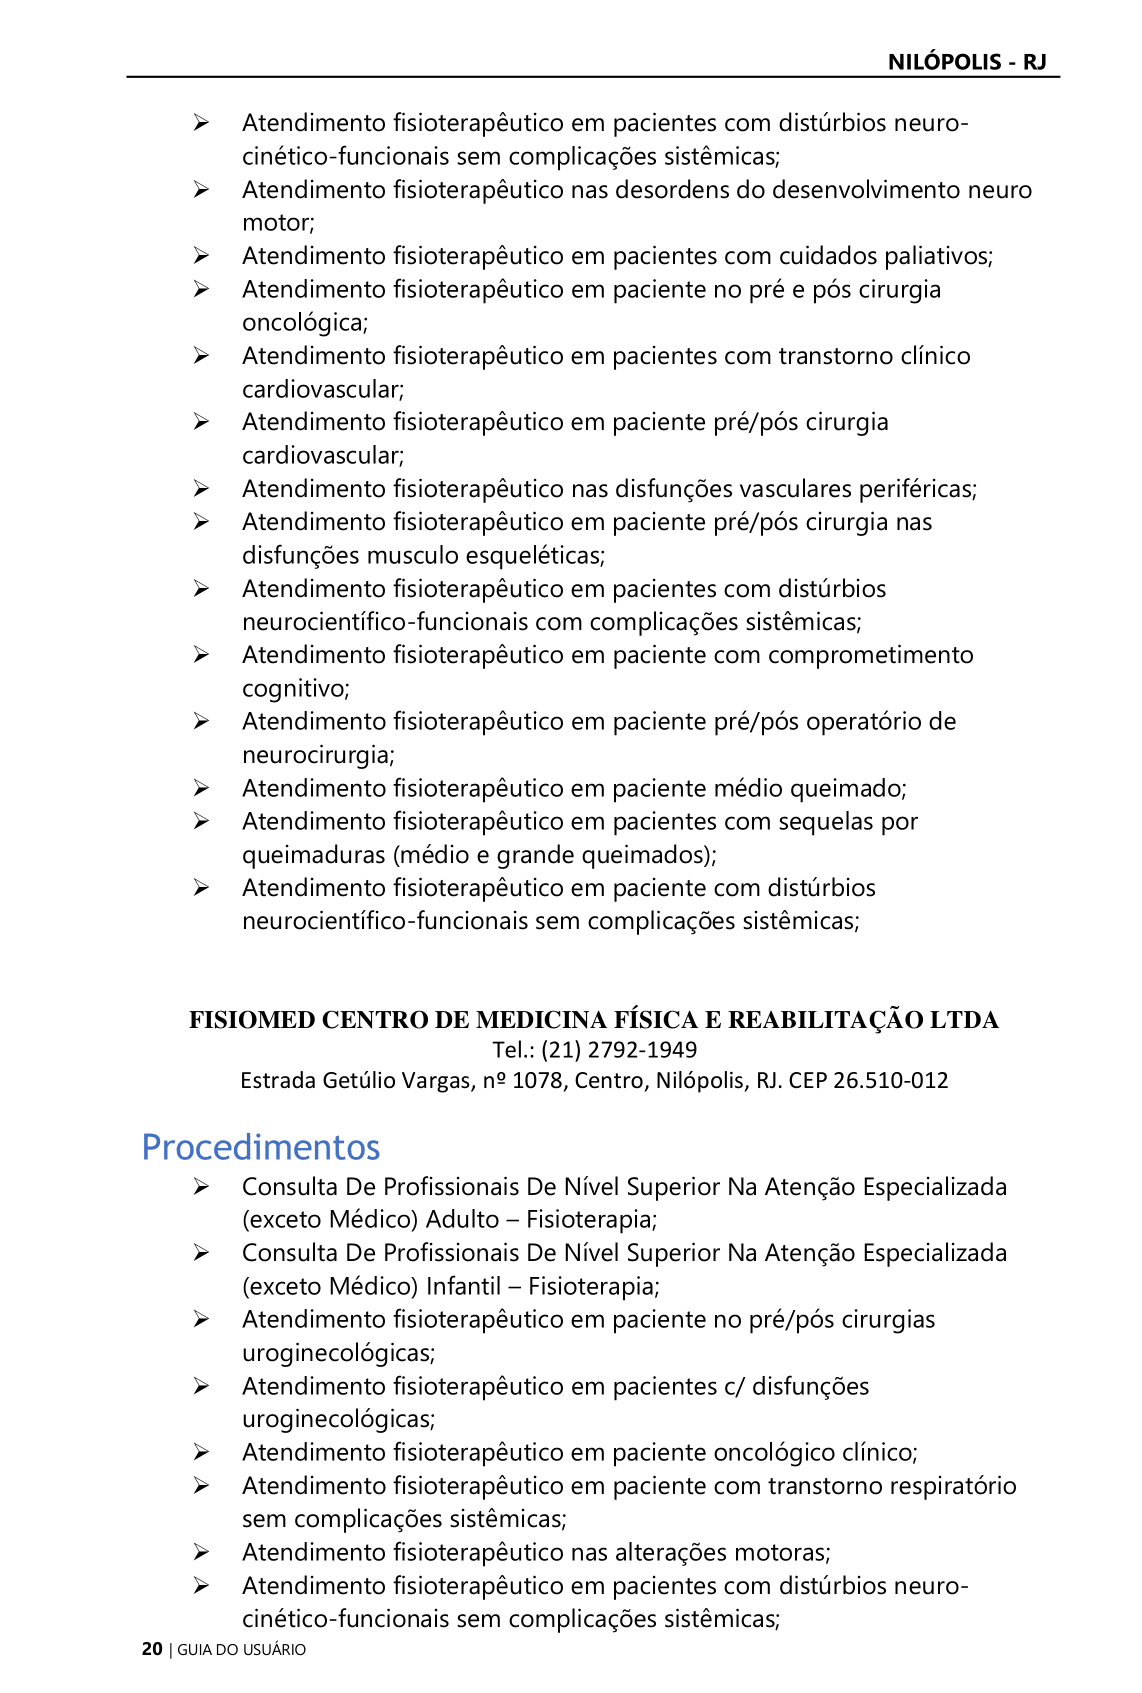 NILÓPOLIS - RJ
➢ Atendimento fisioterapêutico em pacientes com distúrbios neuro-
cinético-funcionais sem complicações sistêmicas;
➢ Atendimento fisioterapêutico nas desordens do desenvolvimento neuro
motor;
➢ Atendimento fisioterapêutico em pacientes com cuidados paliativos;
➢ Atendimento fisioterapêutico em paciente no pré e pós cirurgia
oncológica;
➢ Atendimento fisioterapêutico em pacientes com transtorno clínico
cardiovascular;
➢ Atendimento fisioterapêutico em paciente pré/pós cirurgia
cardiovascular;
➢ Atendimento fisioterapêutico nas disfunções vasculares periféricas;
➢ Atendimento fisioterapêutico em paciente pré/pós cirurgia nas
disfunções musculo esqueléticas;
➢ Atendimento fisioterapêutico em pacientes com distúrbios
neurocientífico-funcionais com complicações sistêmicas;
➢ Atendimento fisioterapêutico em paciente com comprometimento
cognitivo;
➢ Atendimento fisioterapêutico em paciente pré/pós operatório de
neurocirurgia;
➢ Atendimento fisioterapêutico em paciente médio queimado;
➢ Atendimento fisioterapêutico em pacientes com sequelas por
queimaduras (médio e grande queimados);
➢ Atendimento fisioterapêutico em paciente com distúrbios
neurocientífico-funcionais sem complicações sistêmicas;
FISIOMED CENTRO DE MEDICINA FÍSICA E REABILITAÇÃO LTDA
Tel.: (21) 2792-1949
Estrada Getúlio Vargas, nº 1078, Centro, Nilópolis, RJ. CEP 26.510-012
Procedimentos
➢ Consulta De Profissionais De Nível Superior Na Atenção Especializada
(exceto Médico) Adulto – Fisioterapia;
➢ Consulta De Profissionais De Nível Superior Na Atenção Especializada
(exceto Médico) Infantil – Fisioterapia;
➢ Atendimento fisioterapêutico em paciente no pré/pós cirurgias
uroginecológicas;
➢ Atendimento fisioterapêutico em pacientes c/ disfunções
uroginecológicas;
➢ Atendimento fisioterapêutico em paciente oncológico clínico;
➢ Atendimento fisioterapêutico em paciente com transtorno respiratório
sem complicações sistêmicas;
➢ Atendimento fisioterapêutico nas alterações motoras;
➢ Atendimento fisioterapêutico em pacientes com distúrbios neuro-
cinético-funcionais sem complicações sistêmicas;
20 | GUIA DO USUÁRIO